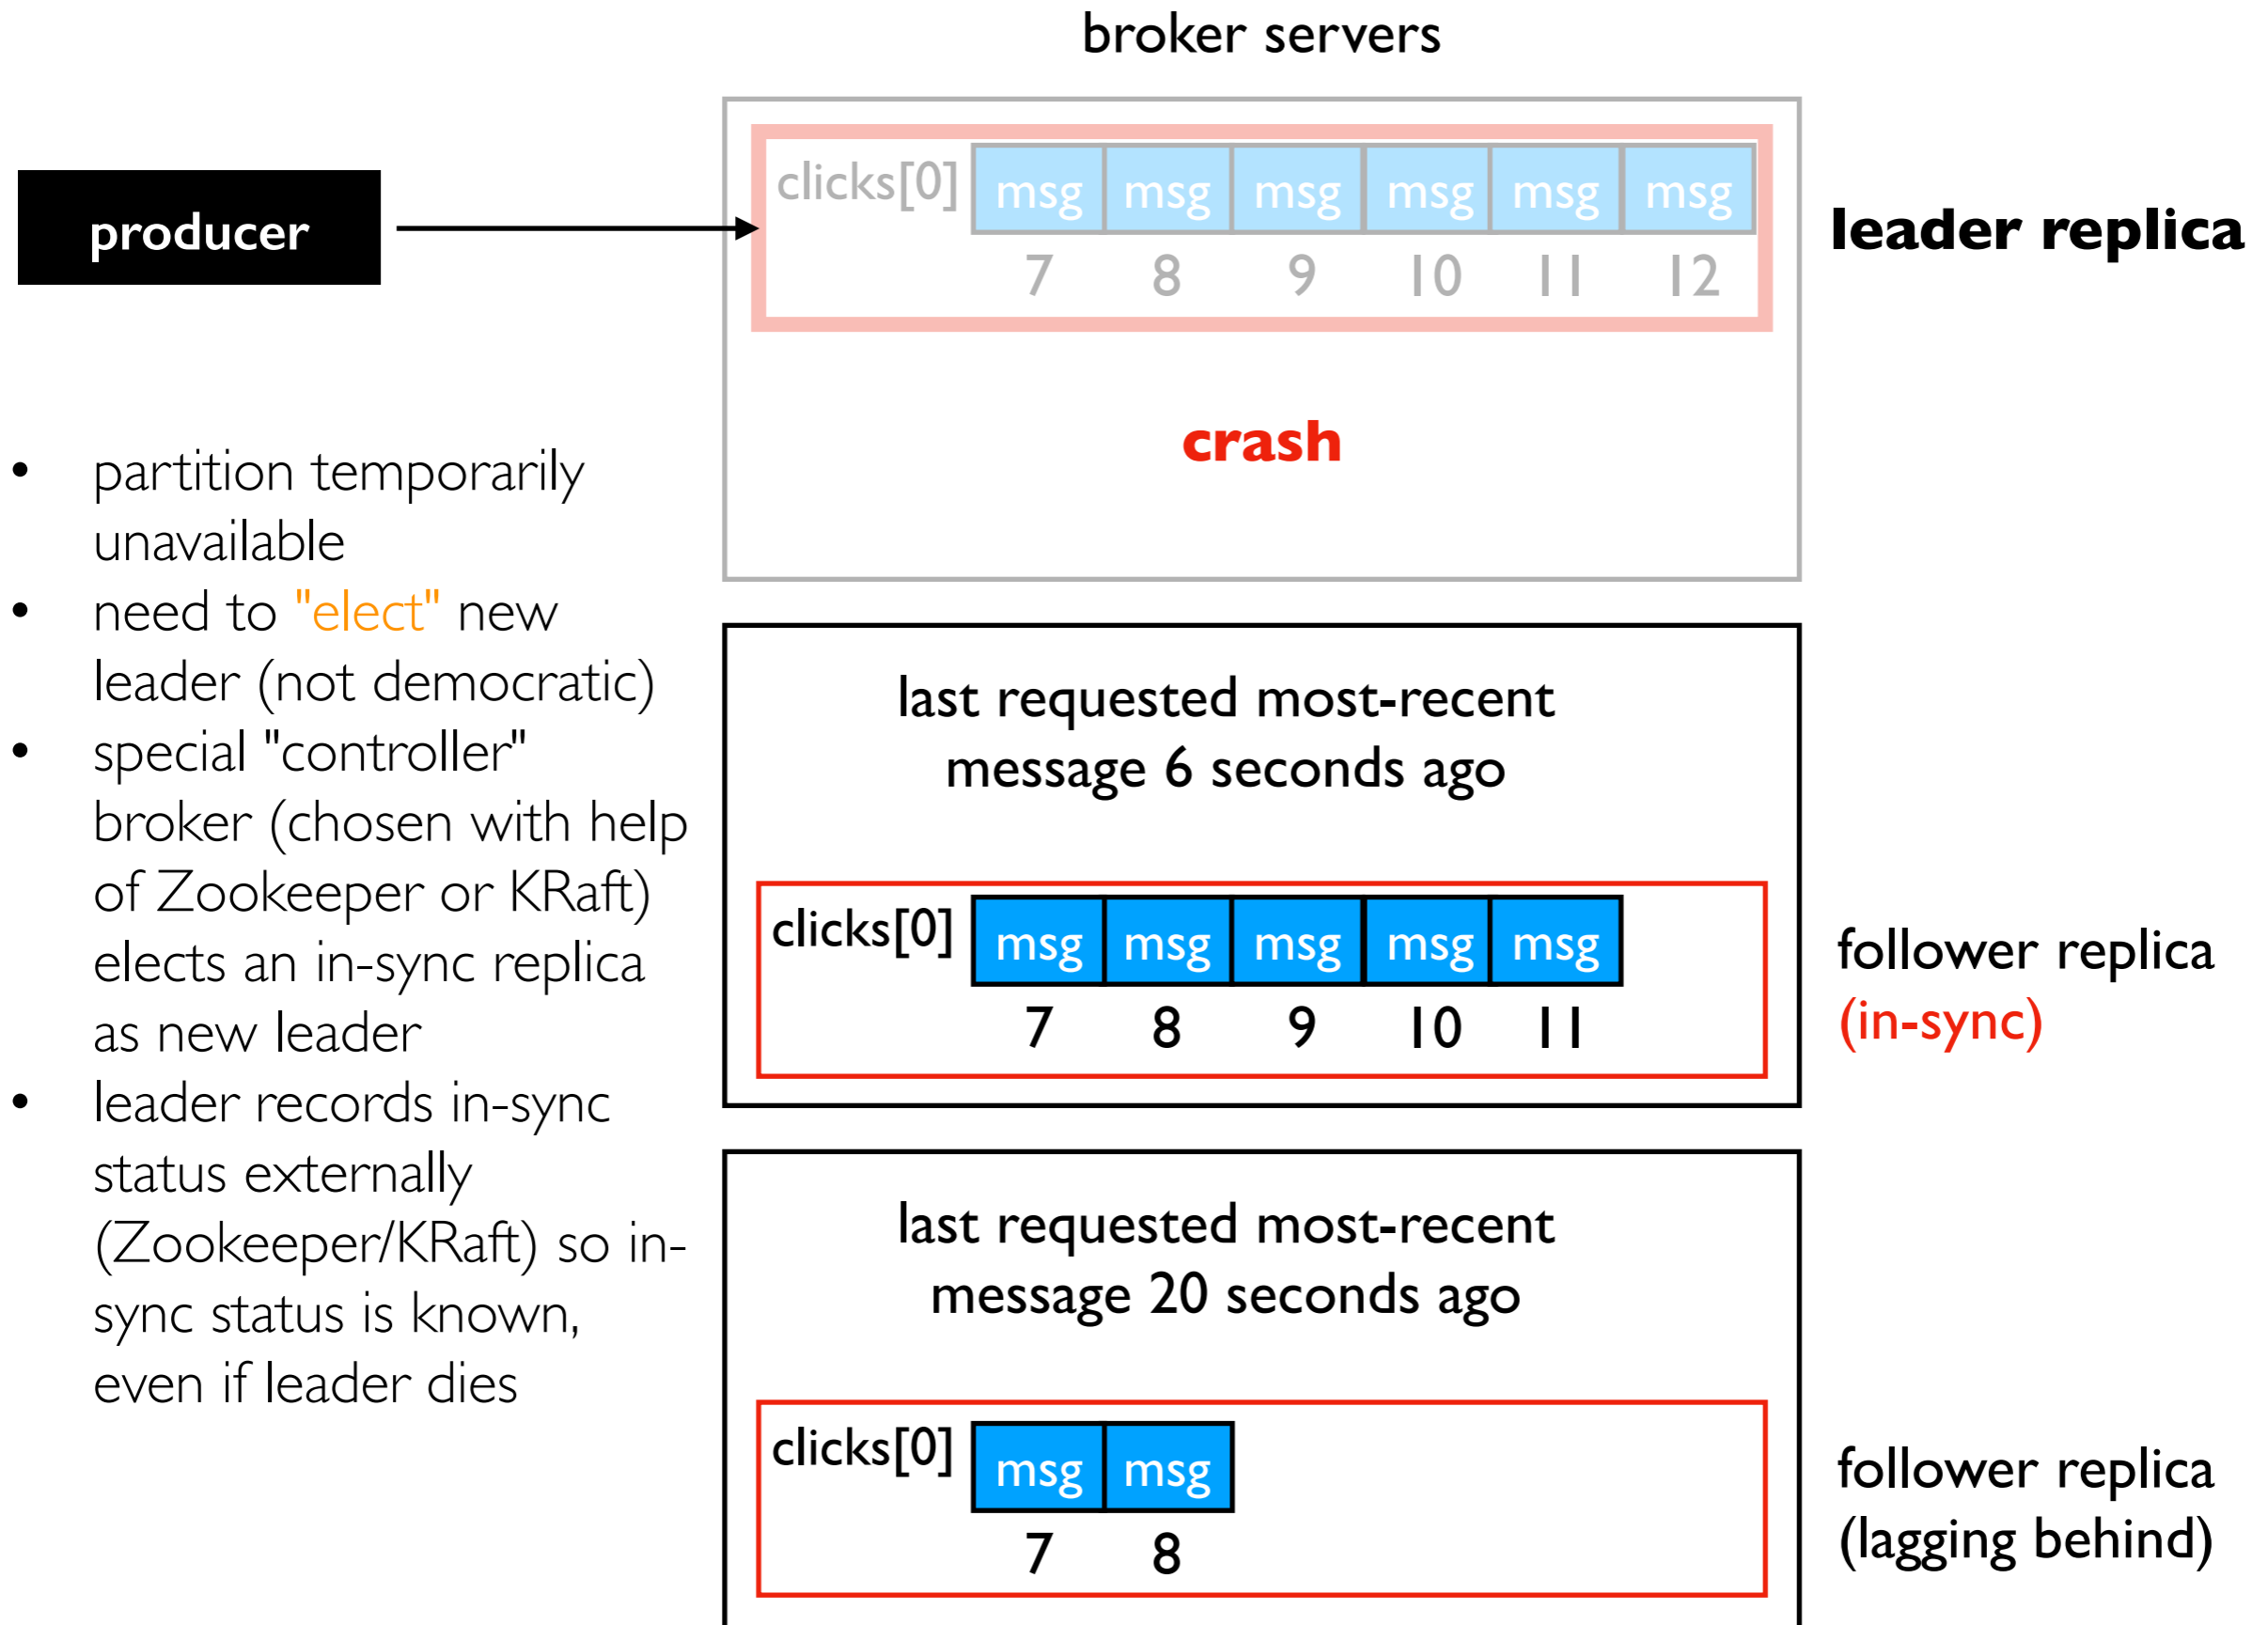 broker servers
producer
clicks[0] msg msg msg msg msg msg
7 8 9 10 11 12
leader replica
crash
• partition temporarily
unavailable
• need to "elect" new
leader (not democratic)
• special "controller"
broker (chosen with help
of Zookeeper or KRaft)
elects an in-sync replica
as new leader
• leader records in-sync
status externally
(Zookeeper/KRaft) so in-
sync status is known,
even if leader dies
last requested most-recent
message 6 seconds ago
clicks[0] msg msg msg msg msg
7 8 9 10 11
follower replica
(in-sync)
last requested most-recent
message 20 seconds ago
clicks[0] msg msg
7 8
follower replica
(lagging behind)